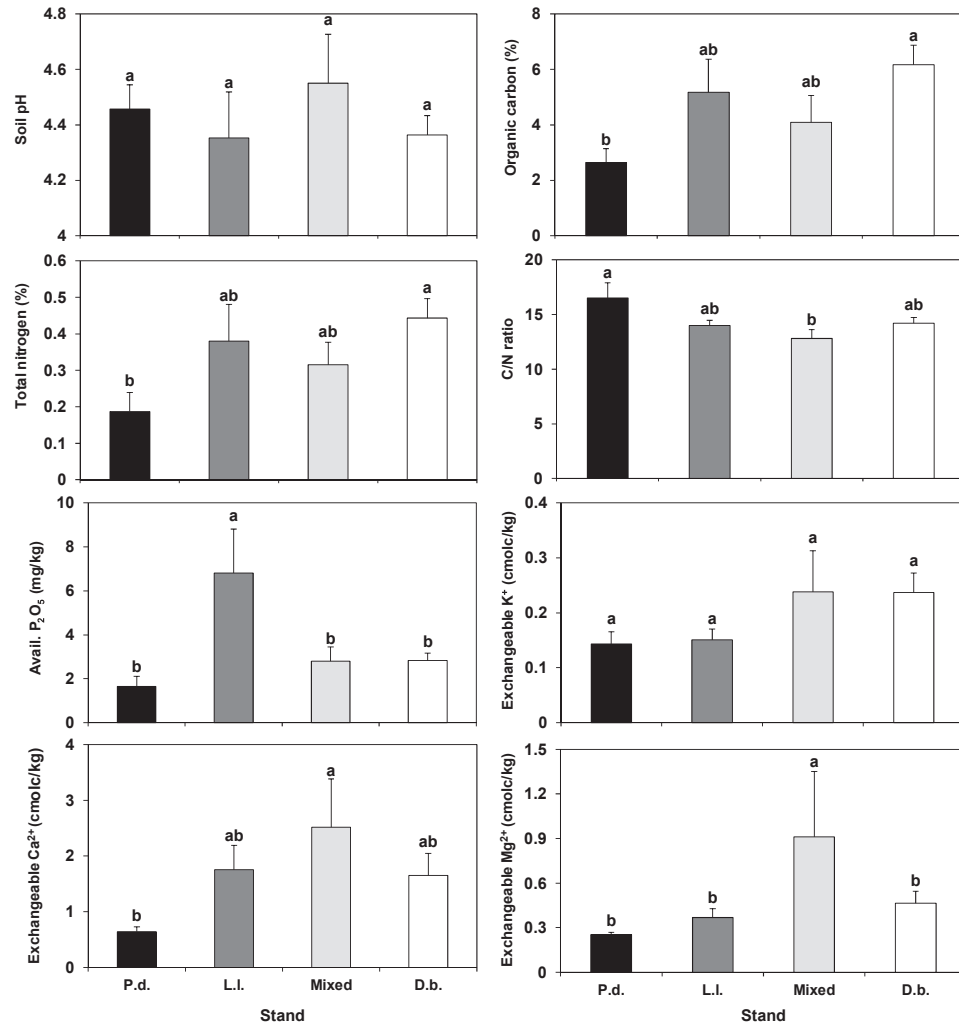 Soil pH
4.8
4.6
4.4
4.2
4
a
a
a
a
Organic carbon (%)
8
6
4
2
0
b
ab
ab
a
Total nitrogen (%)
0.6
0.5
0.4
0.3
0.2
0.1
0
b
ab
ab
a
C/N ratio
20
15
10
5
0
a
ab
b
ab
Avail. P₂O₅ (mg/kg)
10
8
6
4
2
0
b
a
b
b
Exchangeable K⁺ (cmolc/kg)
0.4
0.3
0.2
0.1
0
a
a
a
a
Exchangeable Ca²⁺ (cmolc/kg)
4
3
2
1
0
b
ab
a
ab
P.d. L.l. Mixed D.b.
Stand
Exchangeable Mg²⁺ (cmolc/kg)
1.5
1.2
0.9
0.6
0.3
0
b
b
a
b
P.d. L.l. Mixed D.b.
Stand